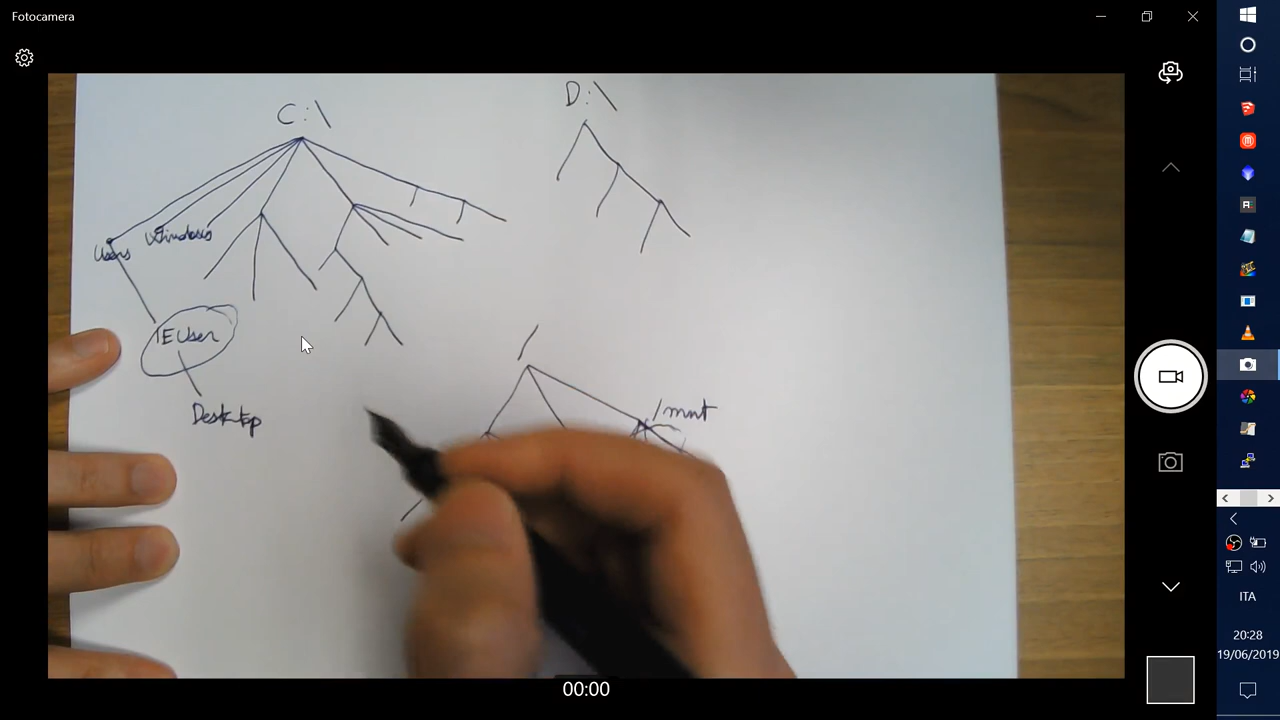 Fotocamera
C:\
D:\
Users
Windows
IEUser
Desktop
/
/mnt
00:00
ITA
20:28
19/06/2019